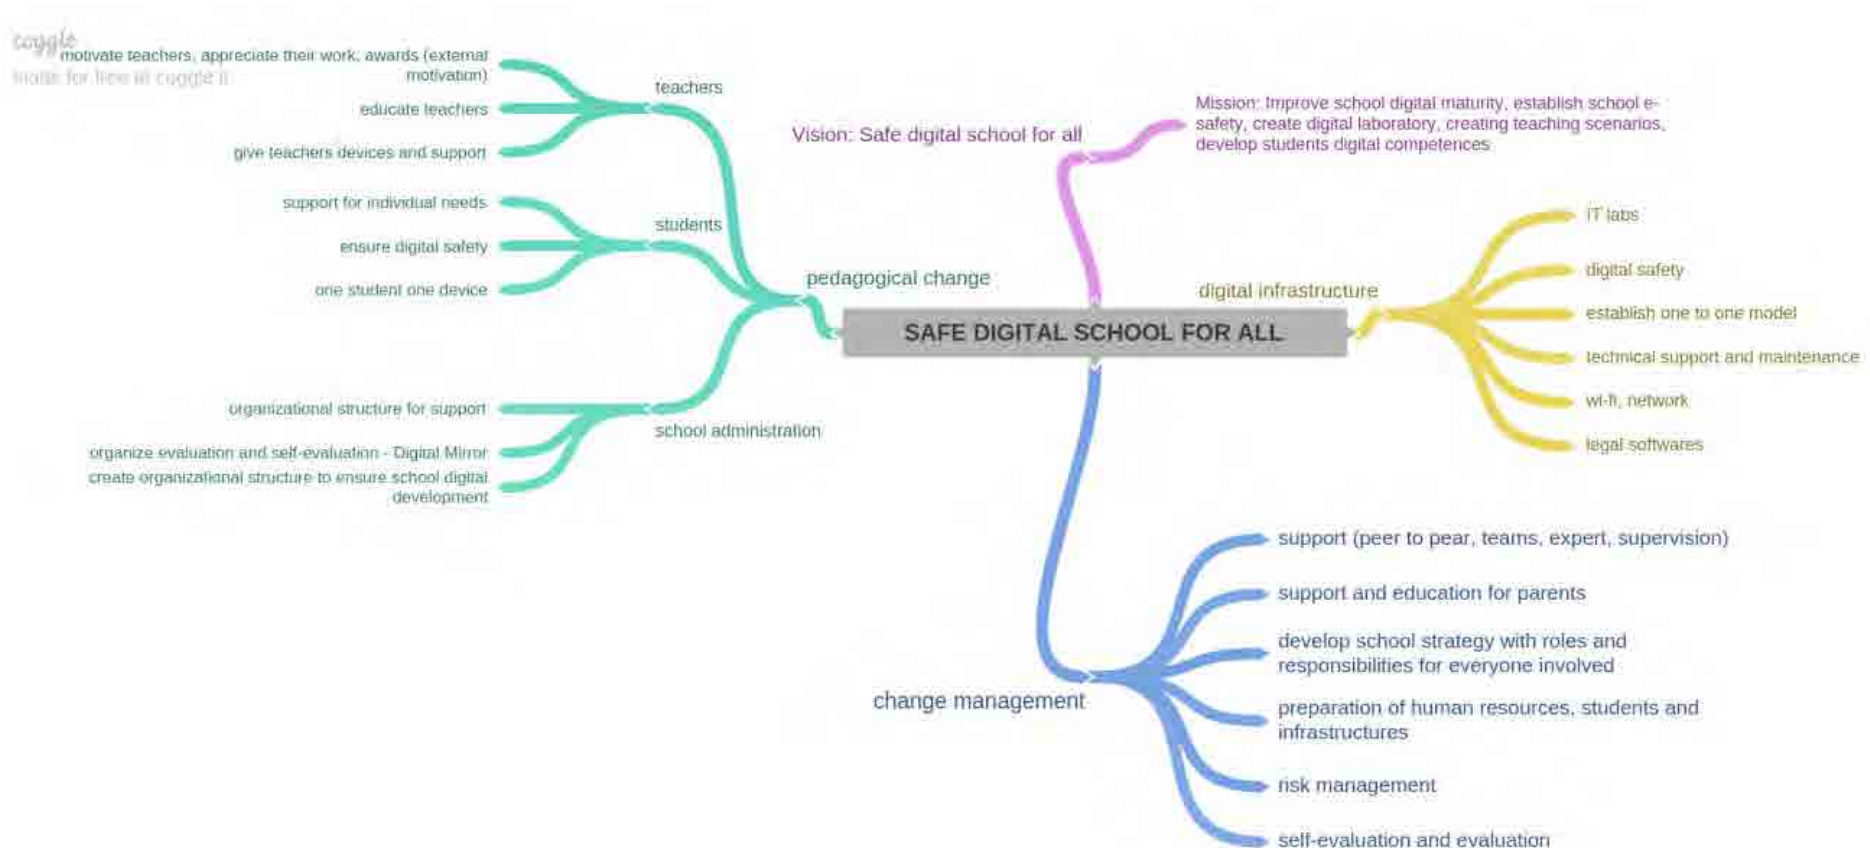 coggle
made for free at coggle.it
motivate teachers, appreciate their work, awards (external
motivation)
educate teachers
give teachers devices and support
teachers
support for individual needs
ensure digital safety
one student one device
students
pedagogical change
organizational structure for support
organize evaluation and self-evaluation - Digital Mirror
create organizational structure to ensure school digital
development
school administration
Vision: Safe digital school for all
Mission: Improve school digital maturity, establish school e-
safety, create digital laboratory, creating teaching scenarios,
develop students digital competences
SAFE DIGITAL SCHOOL FOR ALL
digital infrastructure
IT labs
digital safety
establish one to one model
technical support and maintenance
wi-fi, network
legal softwares
change management
support (peer to pear, teams, expert, supervision)
support and education for parents
develop school strategy with roles and
responsibilities for everyone involved
preparation of human resources, students and
infrastructures
risk management
self-evaluation and evaluation